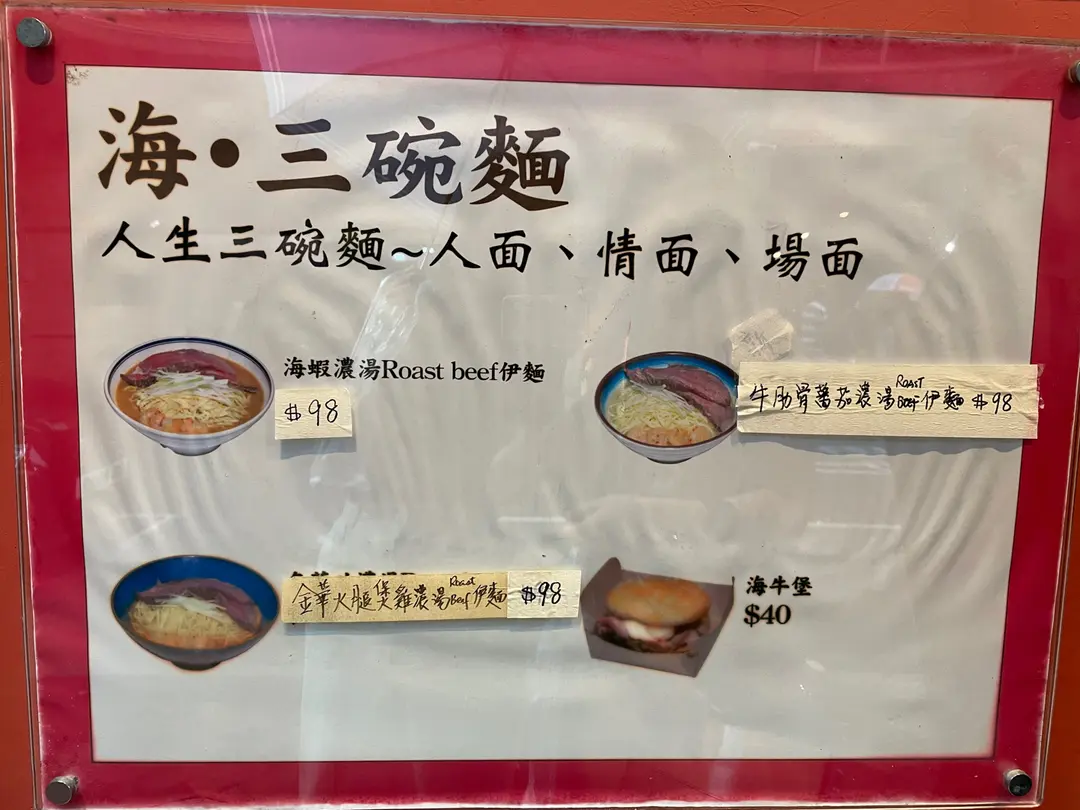 海•三碗麵
人生三碗麵~人面、情面、場面
海蝦濃湯Roast beef伊麵
$98
牛肋骨蕃茄濃湯Roast Beef伊麵 $98
金華火腿煲雞濃湯Roast Beef伊麵 $98
海牛堡
$40